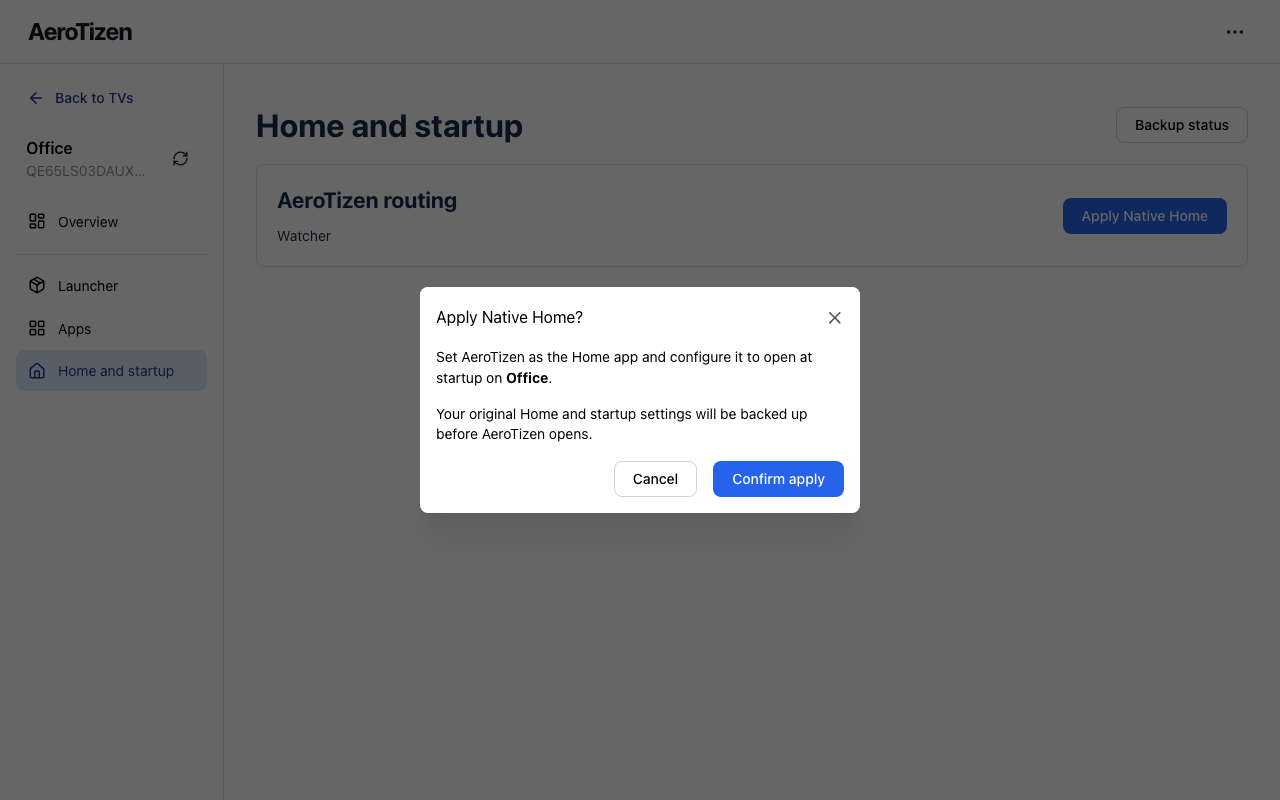 AeroTizen
Back to TVs
Office
QE65LS03DAUX...
Overview
Launcher
Apps
Home and startup
Home and startup
Backup status
AeroTizen routing
Watcher
Apply Native Home
Apply Native Home?
Set AeroTizen as the Home app and configure it to open at
startup on Office.
Your original Home and startup settings will be backed up
before AeroTizen opens.
Cancel
Confirm apply